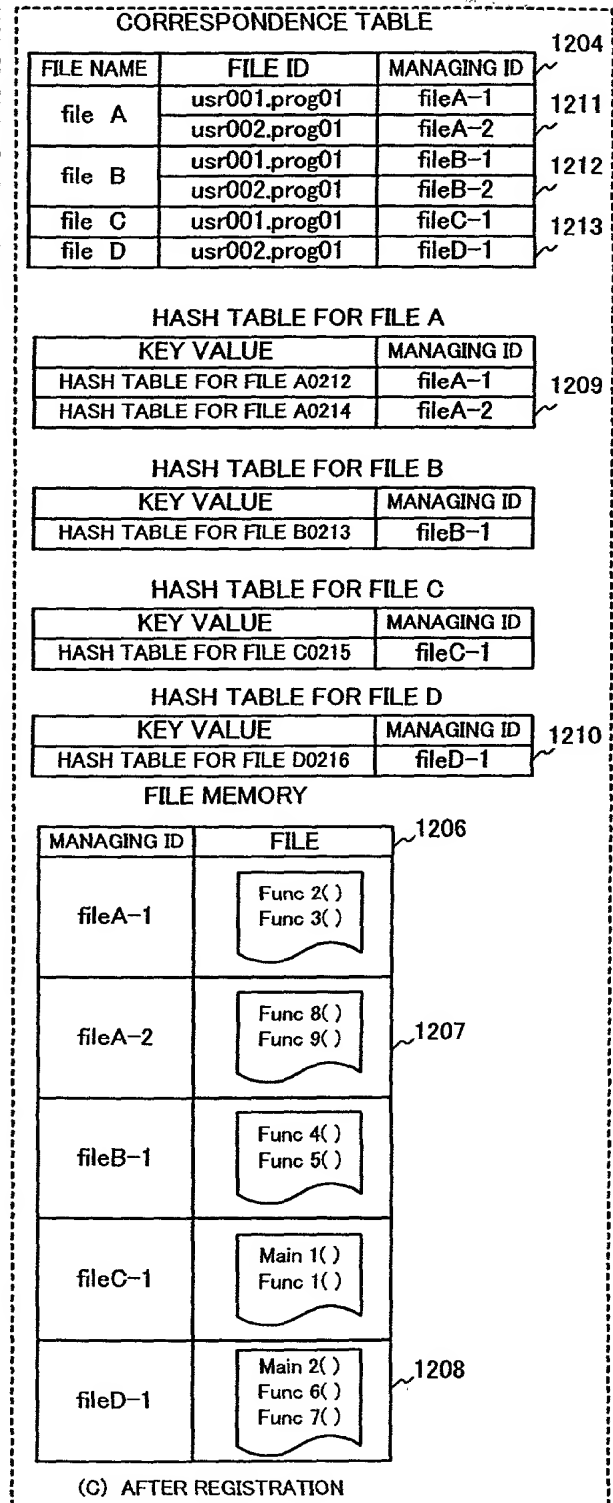 CORRESPONDENCE TABLE
1204
FILE NAME FILE ID MANAGING ID
file A usr001.prog01 fileA-1
usr002.prog01 fileA-2 1211
file B usr001.prog01 fileB-1
usr002.prog01 fileB-2 1212
file C usr001.prog01 fileC-1
file D usr002.prog01 fileD-1 1213
HASH TABLE FOR FILE A
KEY VALUE MANAGING ID
HASH TABLE FOR FILE A0212 fileA-1
HASH TABLE FOR FILE A0214 fileA-2 1209
HASH TABLE FOR FILE B
KEY VALUE MANAGING ID
HASH TABLE FOR FILE B0213 fileB-1
HASH TABLE FOR FILE C
KEY VALUE MANAGING ID
HASH TABLE FOR FILE C0215 fileC-1
HASH TABLE FOR FILE D
KEY VALUE MANAGING ID
HASH TABLE FOR FILE D0216 fileD-1 1210
FILE MEMORY
MANAGING ID FILE 1206
fileA-1
Func 2( )
Func 3( )
fileA-2
Func 8( )
Func 9( )
1207
fileB-1
Func 4( )
Func 5( )
fileC-1
Main 1( )
Func 1( )
fileD-1
Main 2( )
Func 6( )
Func 7( )
1208
(C) AFTER REGISTRATION